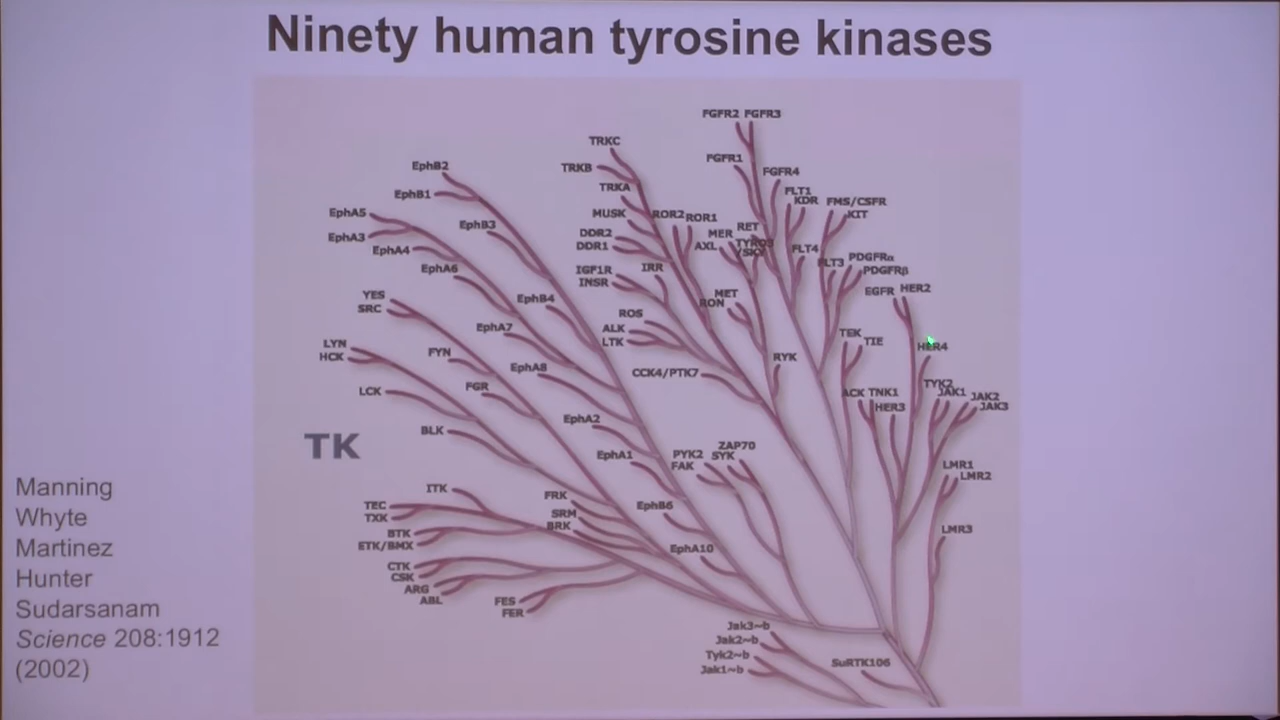 Ninety human tyrosine kinases
FGFR2 FGFR3
TRKC
FGFR1
EphB2
TRKB
FGFR4
TRKA
FLT1
EphB1
KDR
FMS/CSFR
EphA5
MUSK
ROR2
ROR1
KIT
EphB3
RET
DDR2
MER
EphA3
DDR1
AXL
TYRO3
/SKY
EphA4
FLT4
PDGFRα
FLT3
EphA6
IGF1R
IRR
PDGFRβ
INSR
EGFR
HER2
YES
EphB4
MET
RON
SRC
ROS
EphA7
ALK
TEK
LTK
TIE
LYN
HER4
HCK
FYN
RYK
EphA8
CCK4/PTK7
FGR
TYK2
JAK1
LCK
ACK
TNK1
JAK2
HER3
JAK3
EphA2
BLK
TK
ZAP70
EphA1
PYK2
SYK
FAK
LMR1
LMR2
Manning
Whyte
Martinez
Hunter
Sudarsanam
Science 208:1912
(2002)
ITK
FRK
TEC
EphB6
TXK
SRM
BRK
LMR3
BTK
ETK/BMX
EphA10
CTK
CSK
ARG
ABL
FES
FER
Jak3~b
Jak2~b
Tyk2~b
Jak1~b
SuRTK106